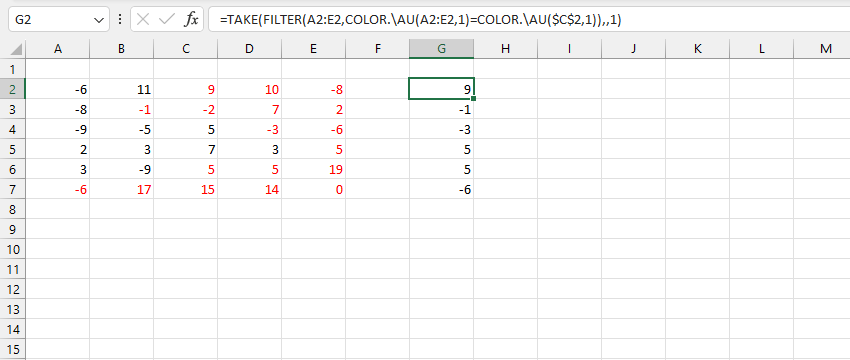 G2 fx =TAKE(FILTER(A2:E2,COLOR.\AU(A2:E2,1)=COLOR.\AU($C$2,1)),,1)
A B C D E F G H I J K L M
1
2 -6 11 9 10 -8 9
3 -8 -1 -2 7 2 -1
4 -9 -5 5 -3 -6 -3
5 2 3 7 3 5 5
6 3 -9 5 5 19 5
7 -6 17 15 14 0 -6
8
9
10
11
12
13
14
15